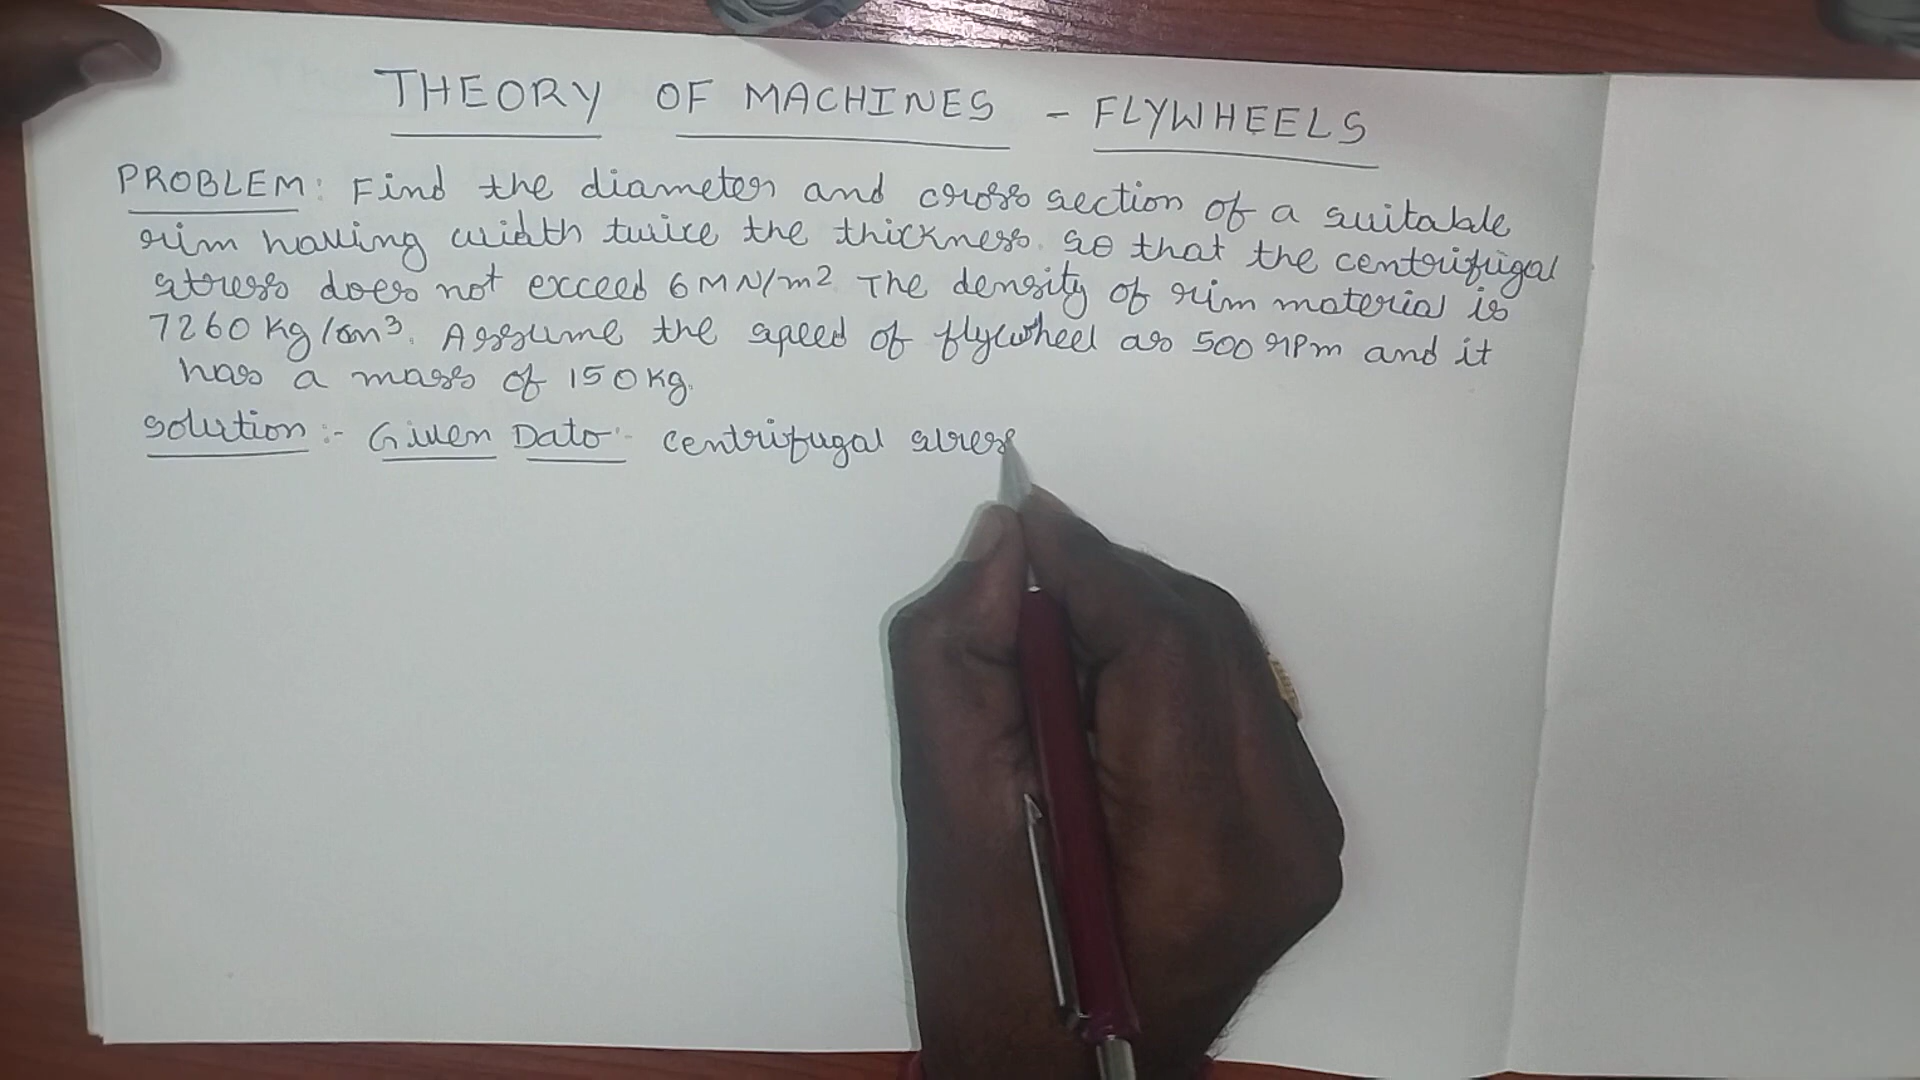 THEORY OF MACHINES - FLYWHEELS
PROBLEM: Find the diameter and cross section of a suitable
rim having width twice the thickness so that the centrifugal
stress does not exceed 6 MN/m2 The density of rim material is
7260 kg/m3. Assume the speed of flywheel as 500 rpm and it
has a mass of 150 kg.
Solution :- Given Data :- centrifugal stress